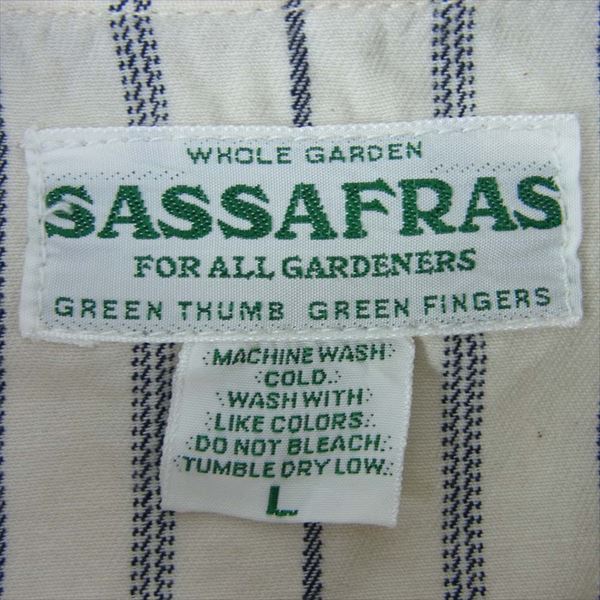 WHOLE GARDEN
SASSAFRAS
FOR ALL GARDENERS
GREEN THUMB GREEN FINGERS
MACHINE WASH
COLD.
WASH WITH
LIKE COLORS.
DO NOT BLEACH.
TUMBLE DRY LOW.
L